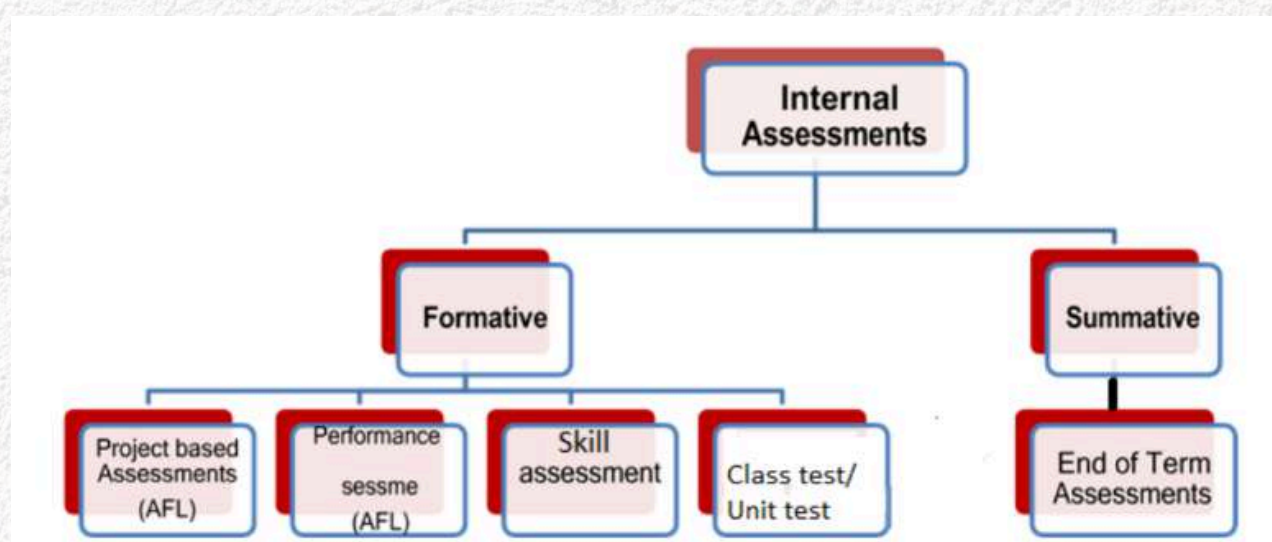 Internal
Assessments
Formative
Summative
Project based
Assessments
(AFL)
Performance
sessme
(AFL)
Skill
assessment
Class test/
Unit test
End of Term
Assessments